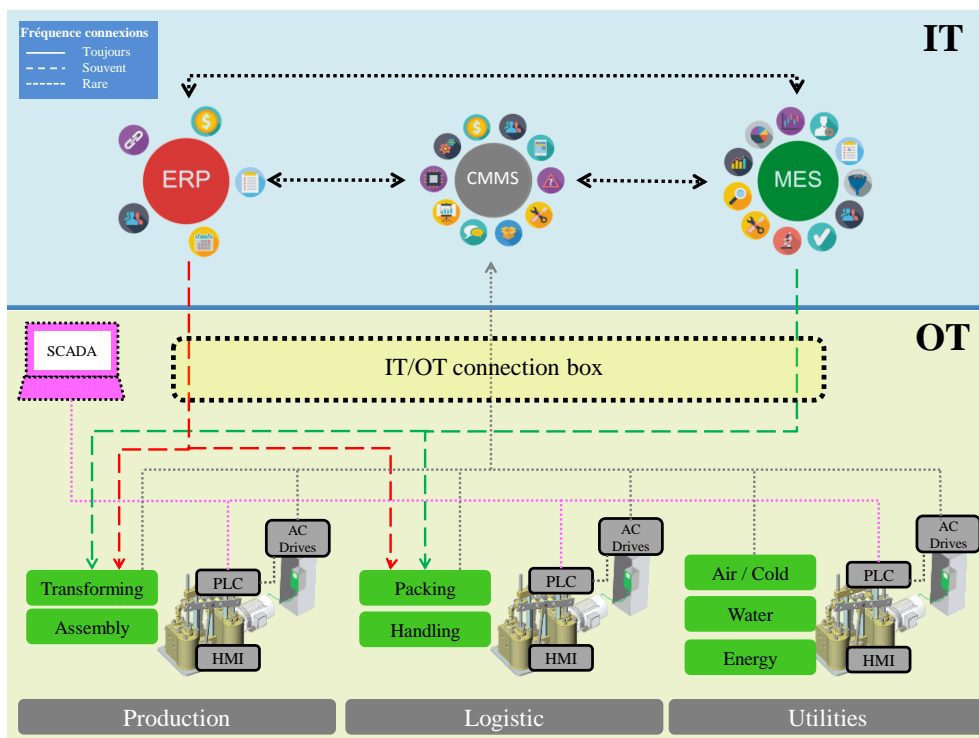 Fréquence connexions
Toujours
Souvent
Rare
IT
ERP
CMMS
MES
$
$
?
OT
SCADA
IT/OT connection box
AC
Drives
AC
Drives
AC
Drives
Transforming
PLC
Packing
PLC
Air / Cold
PLC
Assembly
Handling
Water
HMI
HMI
Energy
HMI
Production
Logistic
Utilities